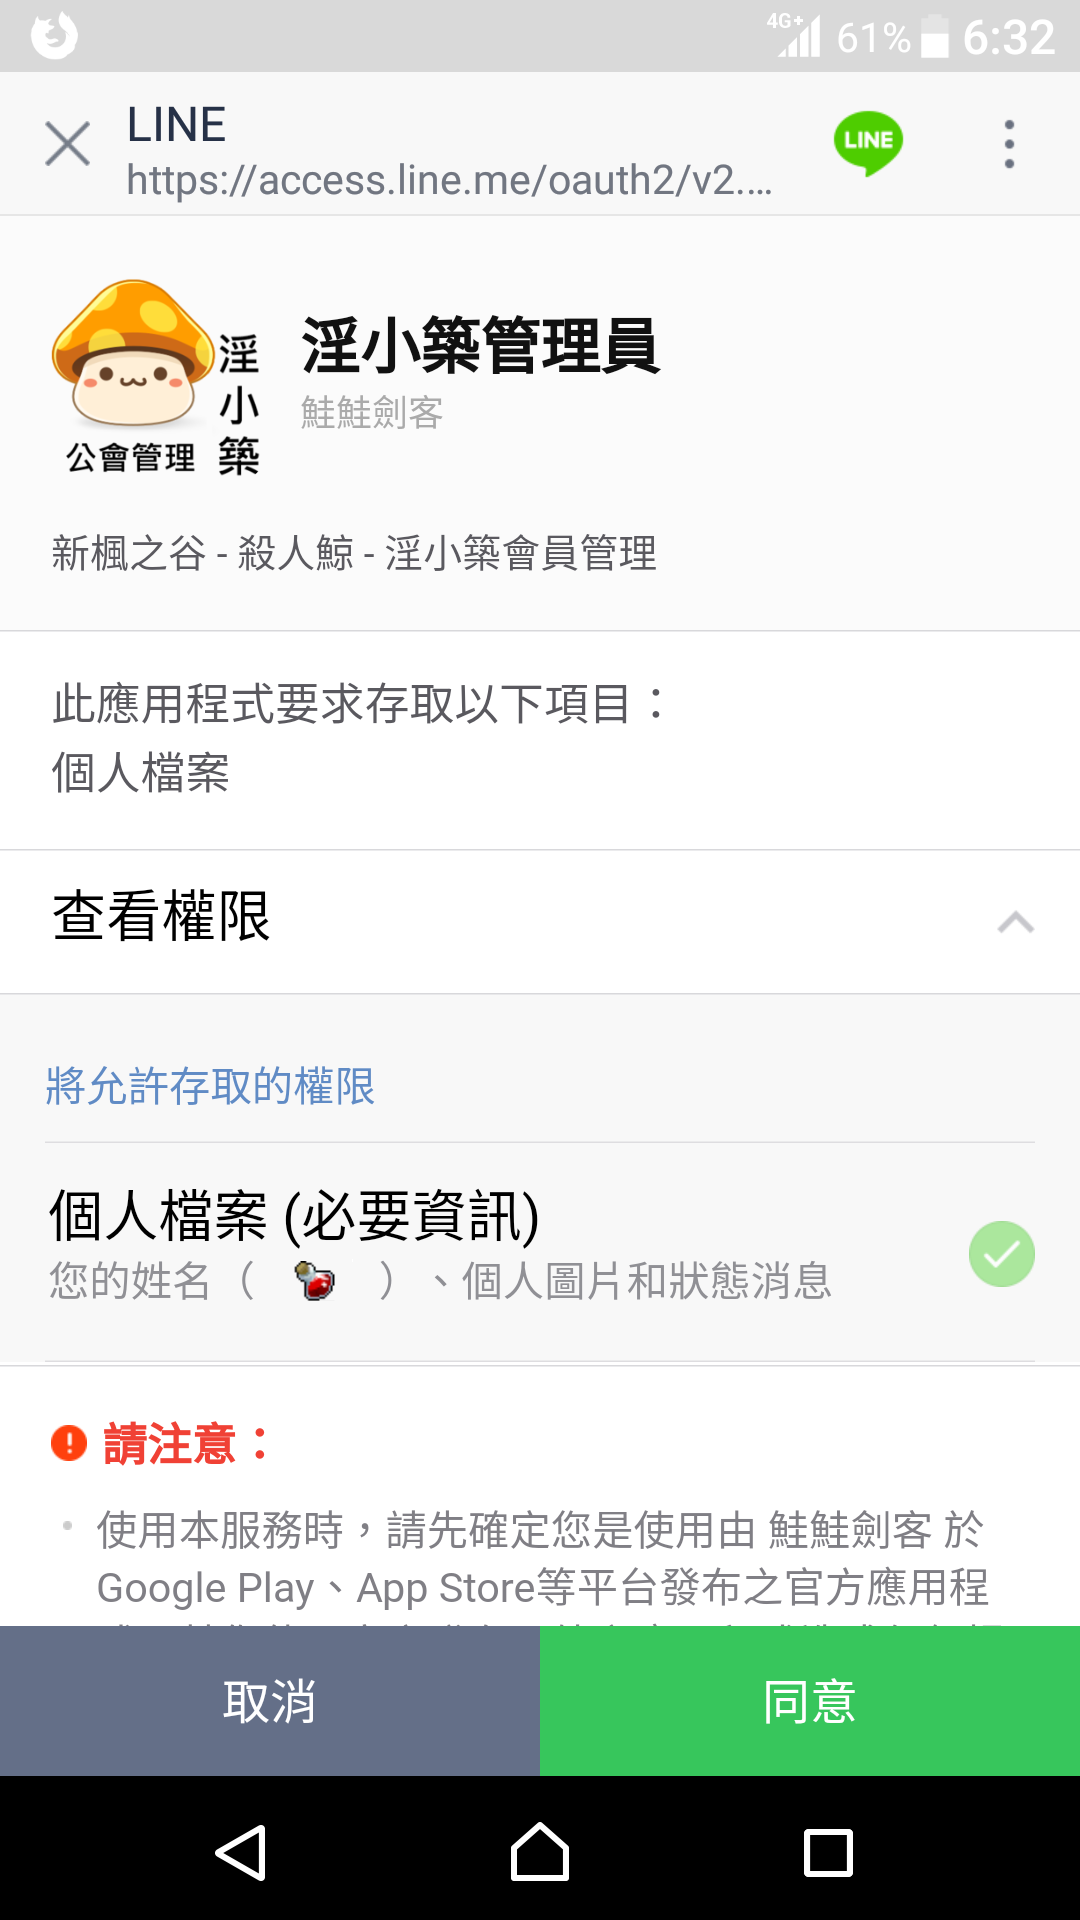 4G+ 61% 6:32
LINE
https://access.line.me/oauth2/v2....
LINE
淫小築
公會管理
淫小築管理員
鮭鮭劍客
新楓之谷 - 殺人鯨 - 淫小築會員管理
此應用程式要求存取以下項目：
個人檔案
查看權限
將允許存取的權限
個人檔案 (必要資訊)
您的姓名（ ）、個人圖片和狀態消息
請注意：
使用本服務時，請先確定您是使用由 鮭鮭劍客 於
Google Play、App Store等平台發布之官方應用程
取消
同意